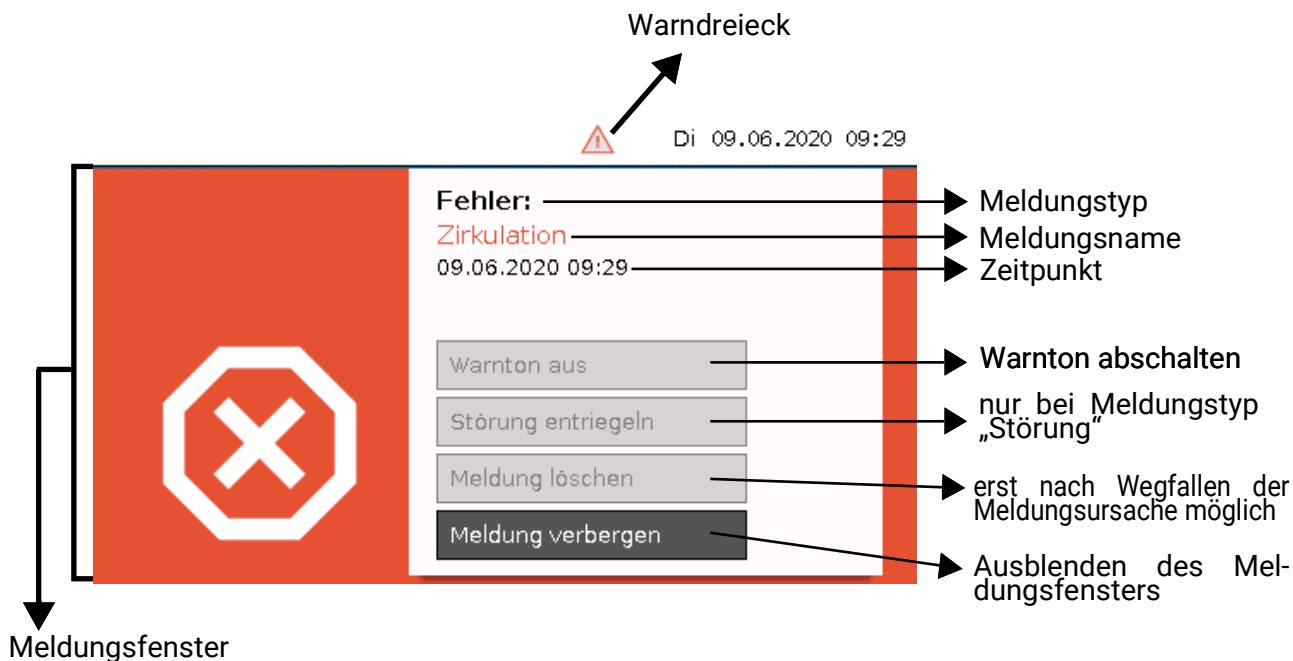 Warndreieck
Di 09.06.2020 09:29
Fehler:
Meldungstyp
Zirkulation
Meldungsname
09.06.2020 09:29
Zeitpunkt
Warnton aus
Warnton abschalten
Störung entriegeln
nur bei Meldungstyp
„Störung“
Meldung löschen
erst nach Wegfallen der
Meldungsursache möglich
Meldung verbergen
Ausblenden des Mel-
dungsfensters
Meldungsfenster